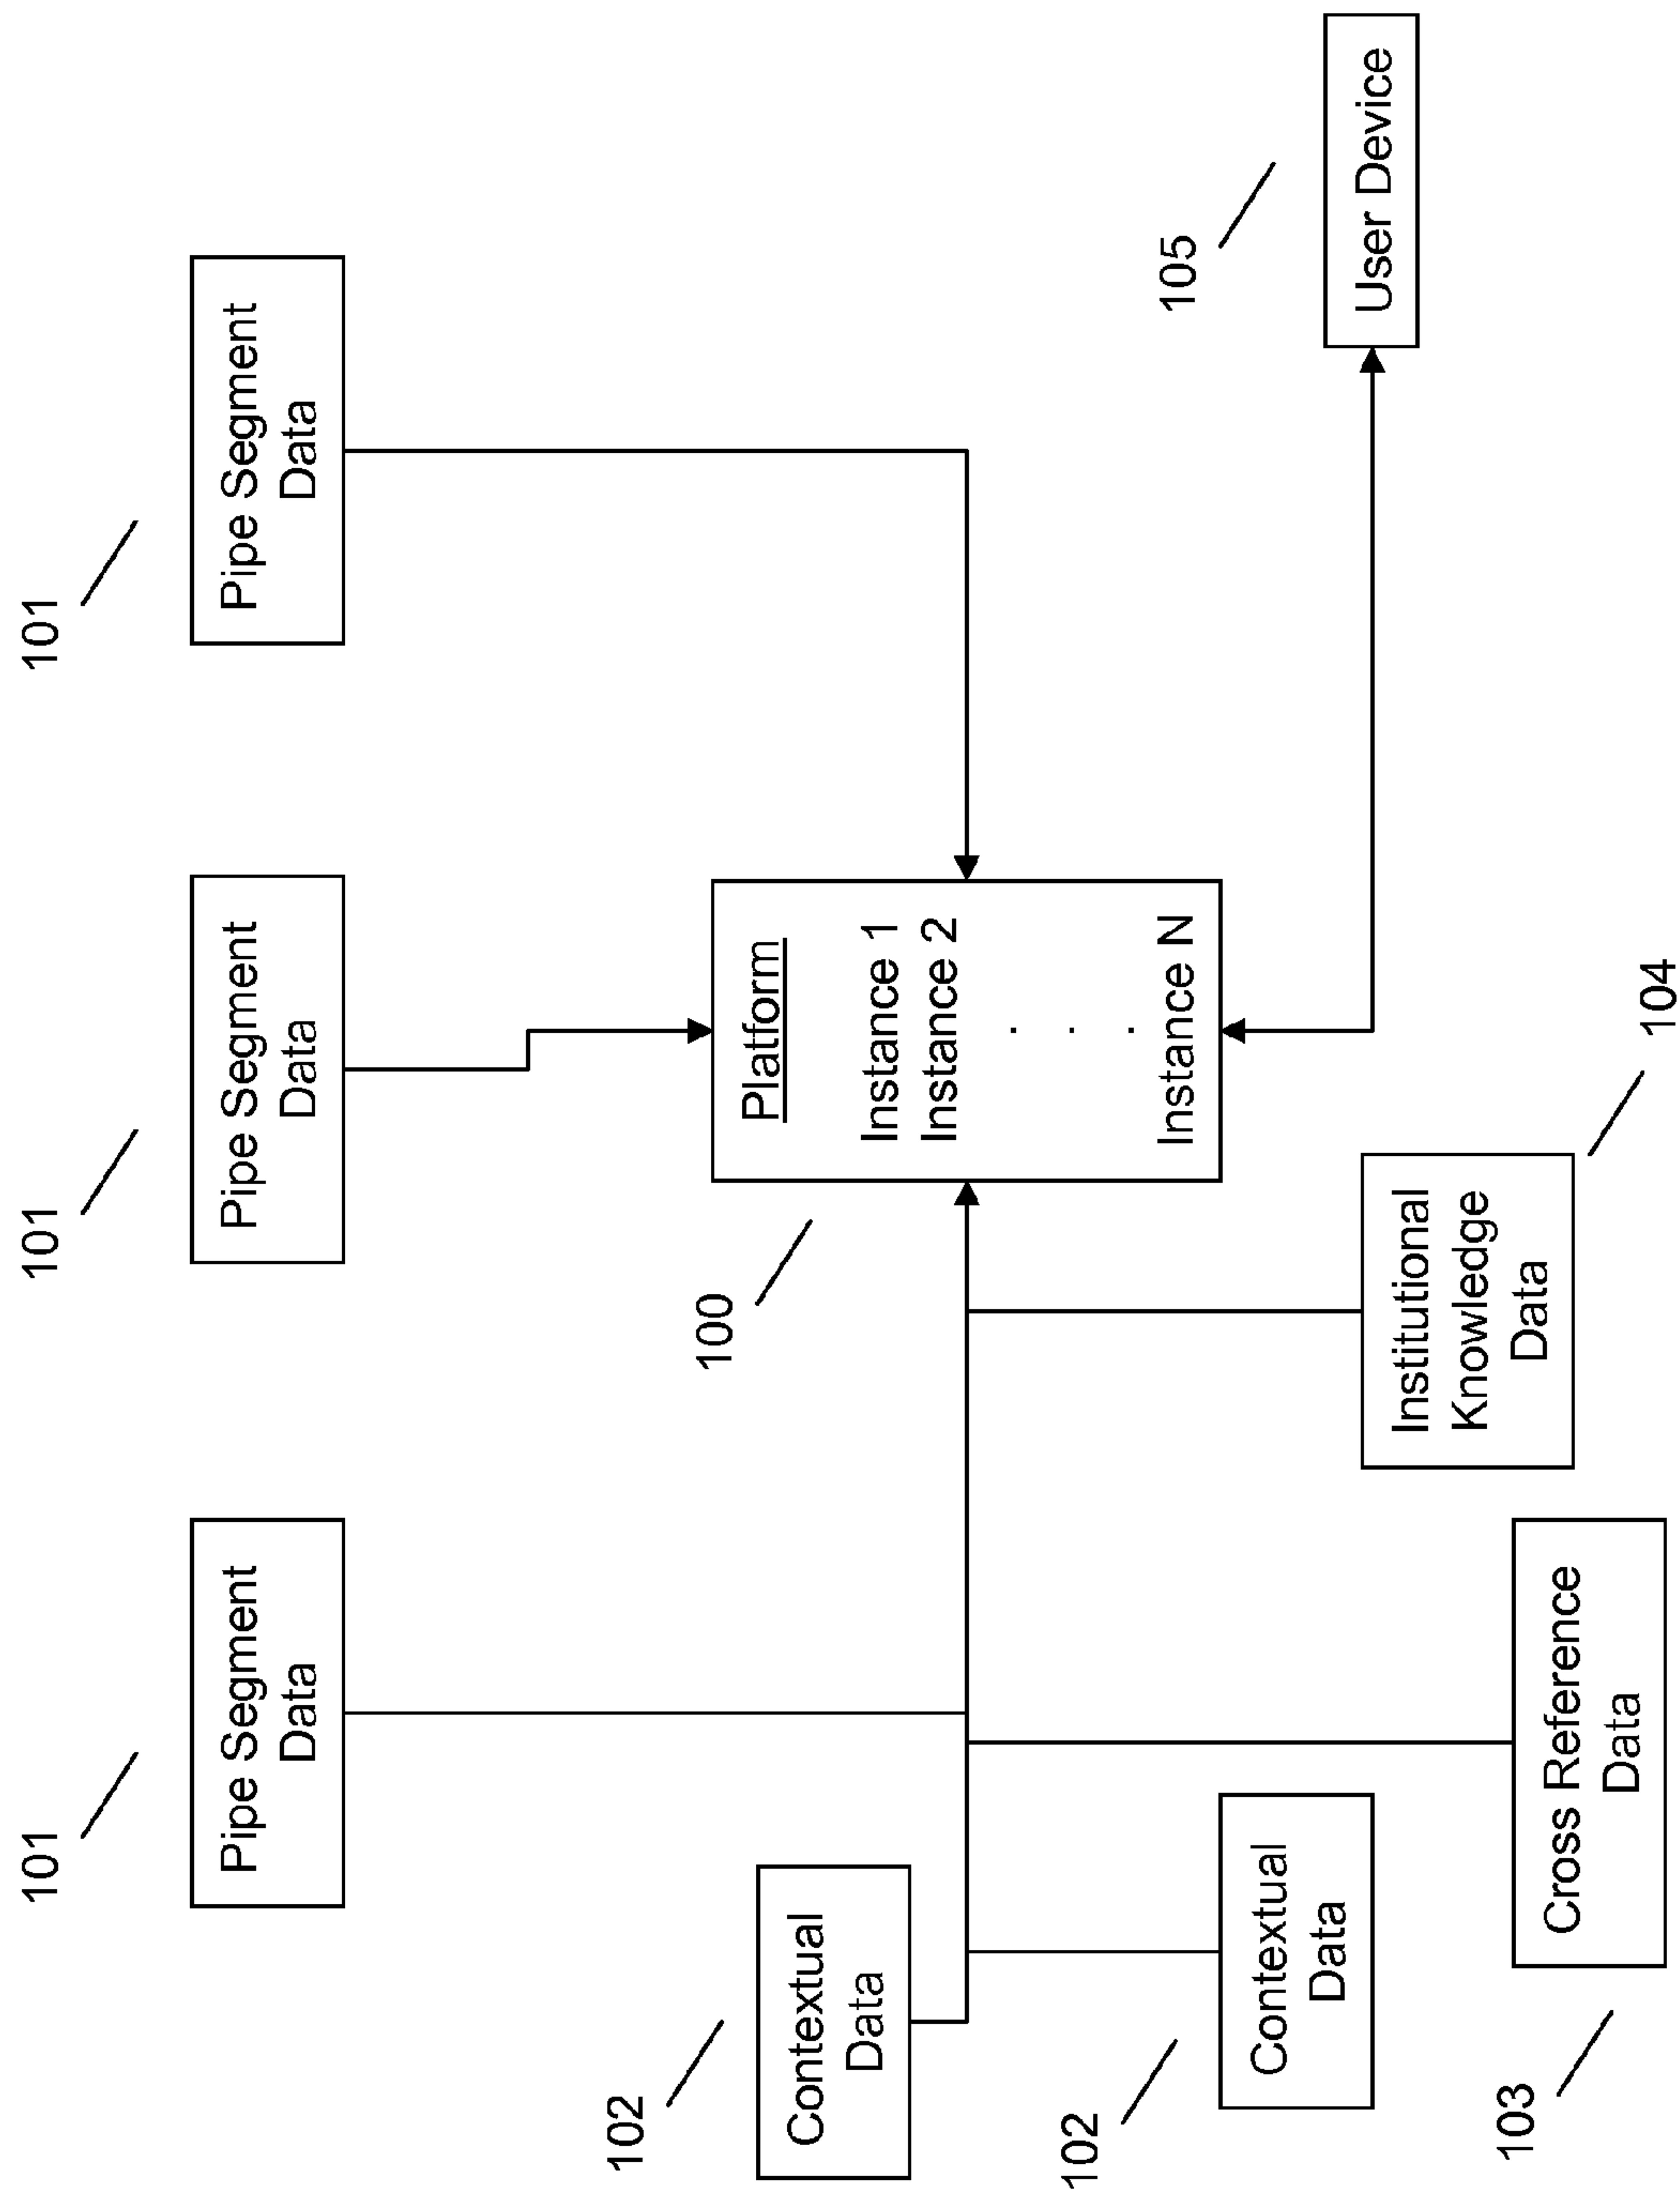 101
101
101
Pipe Segment
Data
Pipe Segment
Data
Pipe Segment
Data
102
Contextual
Data
100
Platform
Instance 1
Instance 2
.
.
.
Instance N
102
Contextual
Data
105
User Device
Institutional
Knowledge
Data
104
103
Cross Reference
Data